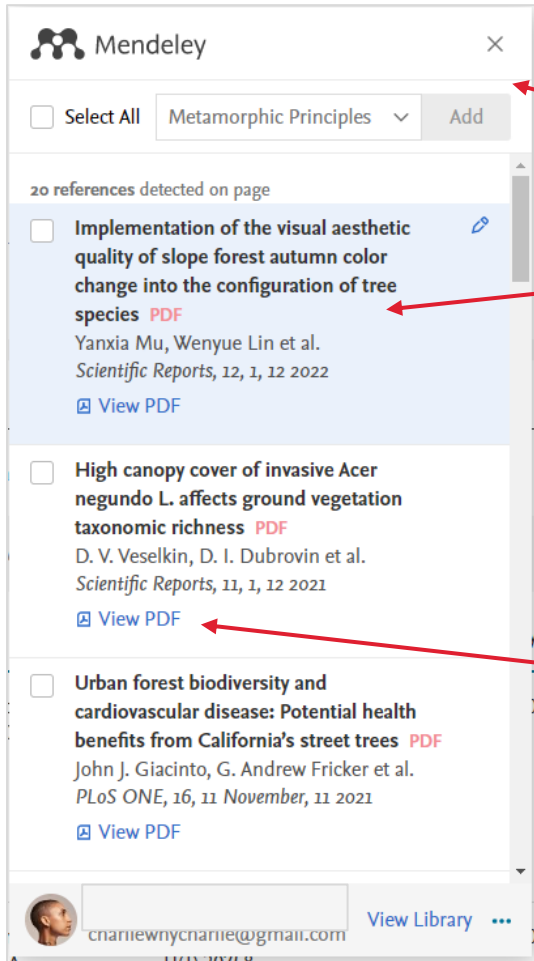 Mendeley
Select All Metamorphic Principles Add
20 references detected on page
Implementation of the visual aesthetic
quality of slope forest autumn color
change into the configuration of tree
species PDF
Yanxia Mu, Wenyue Lin et al.
Scientific Reports, 12, 1, 12 2022
View PDF
High canopy cover of invasive Acer
negundo L. affects ground vegetation
taxonomic richness PDF
D. V. Veselkin, D. I. Dubrovin et al.
Scientific Reports, 11, 1, 12 2021
View PDF
Urban forest biodiversity and
cardiovascular disease: Potential health
benefits from California's street trees PDF
John J. Giacinto, G. Andrew Fricker et al.
PLoS ONE, 16, 11 November, 11 2021
View PDF
View Library
charliewhycharlie@gmail.com